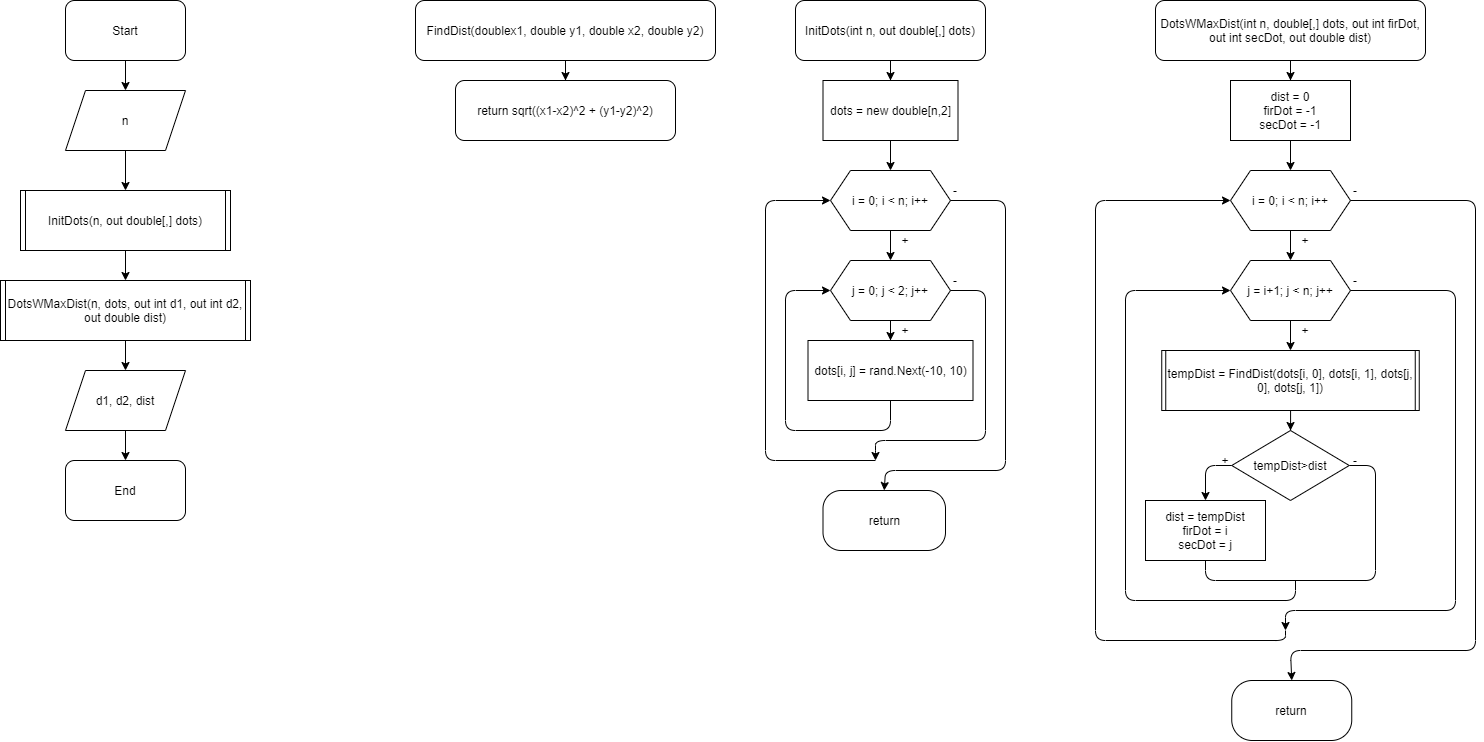 Start
n
InitDots(n, out double[,] dots)
DotsWMaxDist(n, dots, out int d1, out int d2,
out double dist)
d1, d2, dist
End
FindDist(doublex1, double y1, double x2, double y2)
return sqrt((x1-x2)^2 + (y1-y2)^2)
InitDots(int n, out double[,] dots)
dots = new double[n,2]
i = 0; i < n; i++
-
+
j = 0; j < 2; j++
-
+
dots[i, j] = rand.Next(-10, 10)
return
DotsWMaxDist(int n, double[,] dots, out int firDot,
out int secDot, out double dist)
dist = 0
firDot = -1
secDot = -1
i = 0; i < n; i++
-
+
j = i+1; j < n; j++
-
+
tempDist = FindDist(dots[i, 0], dots[i, 1], dots[j,
0], dots[j, 1])
tempDist>dist
+
-
dist = tempDist
firDot = i
secDot = j
return